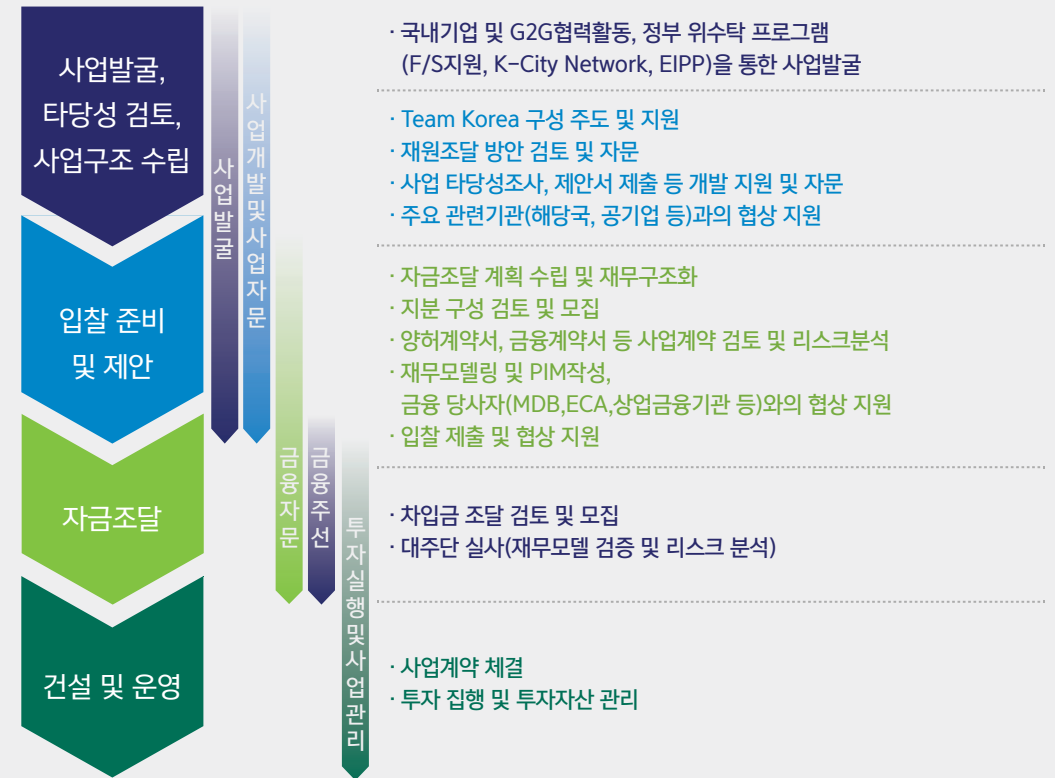 사업발굴,
타당성 검토,
사업구조 수립
입찰 준비
및 제안
자금조달
건설 및 운영
사업발굴
사업개발및사업자문
금융자문
금융주선
투자실행및사업관리
· 국내기업 및 G2G협력활동, 정부 위수탁 프로그램
(F/S지원, K-City Network, EIPP)을 통한 사업발굴
· Team Korea 구성 주도 및 지원
· 재원조달 방안 검토 및 자문
· 사업 타당성조사, 제안서 제출 등 개발 지원 및 자문
· 주요 관련기관(해당국, 공기업 등)과의 협상 지원
· 자금조달 계획 수립 및 재무구조화
· 지분 구성 검토 및 모집
· 양허계약서, 금융계약서 등 사업계약 검토 및 리스크분석
· 재무모델링 및 PIM작성,
금융 당사자(MDB,ECA,상업금융기관 등)와의 협상 지원
· 입찰 제출 및 협상 지원
· 차입금 조달 검토 및 모집
· 대주단 실사(재무모델 검증 및 리스크 분석)
· 사업계약 체결
· 투자 집행 및 투자자산 관리